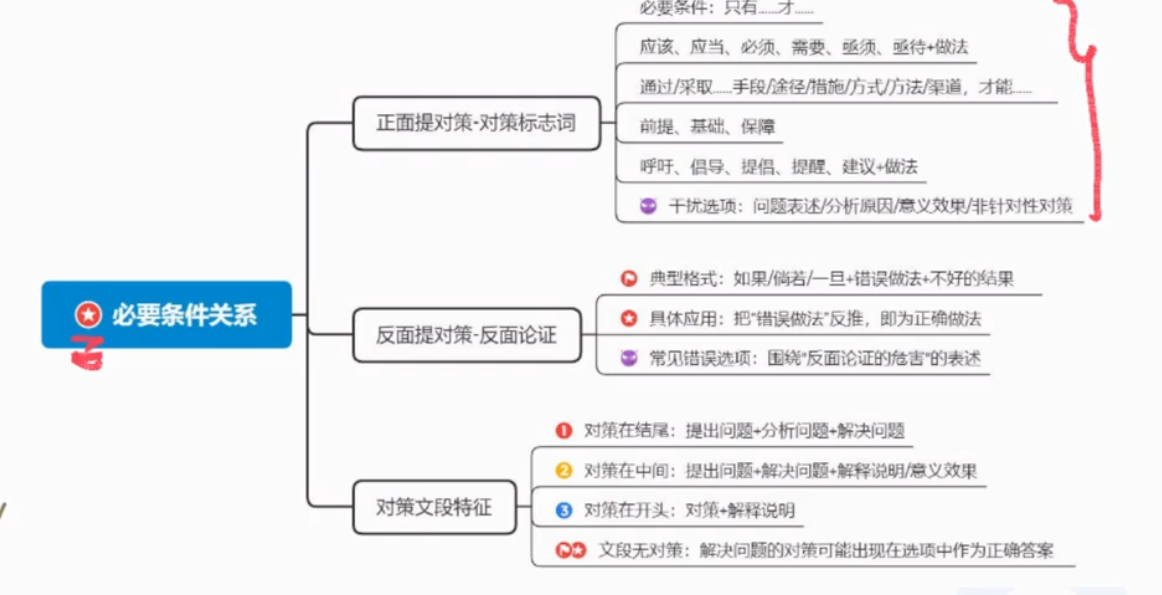 必要条件：只有……才……
应该、应当、必须、需要、亟须、亟待+做法
通过/采取……手段/途径/措施/方式/方法/渠道，才能……
正面提对策-对策标志词
前提、基础、保障
呼吁、倡导、提倡、提醒、建议+做法
干扰选项：问题表述/分析原因/意义效果/非针对性对策
必要条件关系
典型格式：如果/倘若/一旦+错误做法+不好的结果
具体应用：把“错误做法”反推，即为正确做法
反面提对策-反面论证
常见错误选项：围绕“反面论证的危害”的表述
1 对策在结尾：提出问题+分析问题+解决问题
2 对策在中间：提出问题+解决问题+解释说明/意义效果
对策文段特征
3 对策在开头：对策+解释说明
文段无对策：解决问题的对策可能出现在选项中作为正确答案